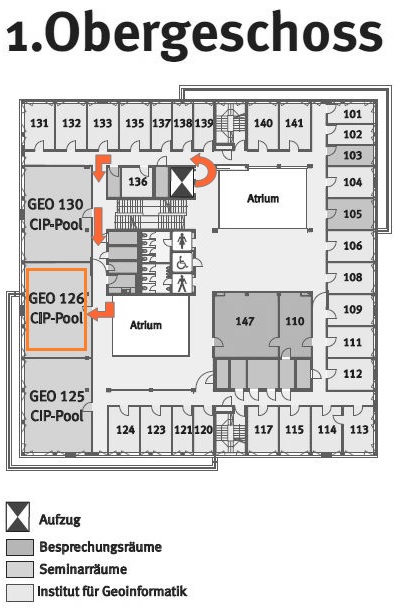 1.Obergeschoss
131 132 133 135 137 138 139 140 141
101
102
103
104
105
106
108
109
111
112
136
Atrium
GEO 130
CIP-Pool
GEO 126
CIP-Pool
Atrium
147 110
GEO 125
CIP-Pool
124 123 121 120 117 115 114 113
Aufzug
Besprechungsräume
Seminarräume
Institut für Geoinformatik